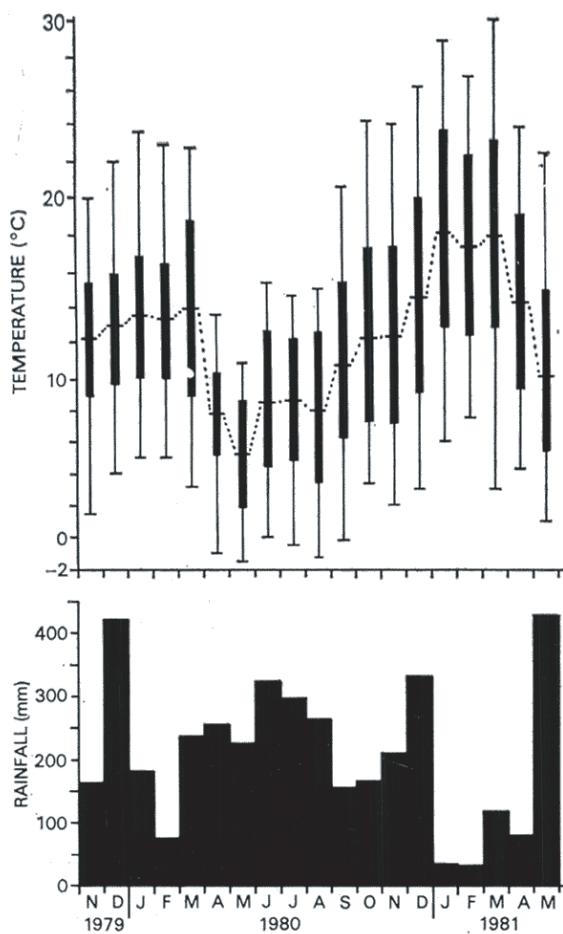 30
20
10
0
–2
TEMPERATURE (°C)
400
300
200
100
0
RAINFALL (mm)
N D J F M A M J J A S O N D J F M A M
1979 1980 1981